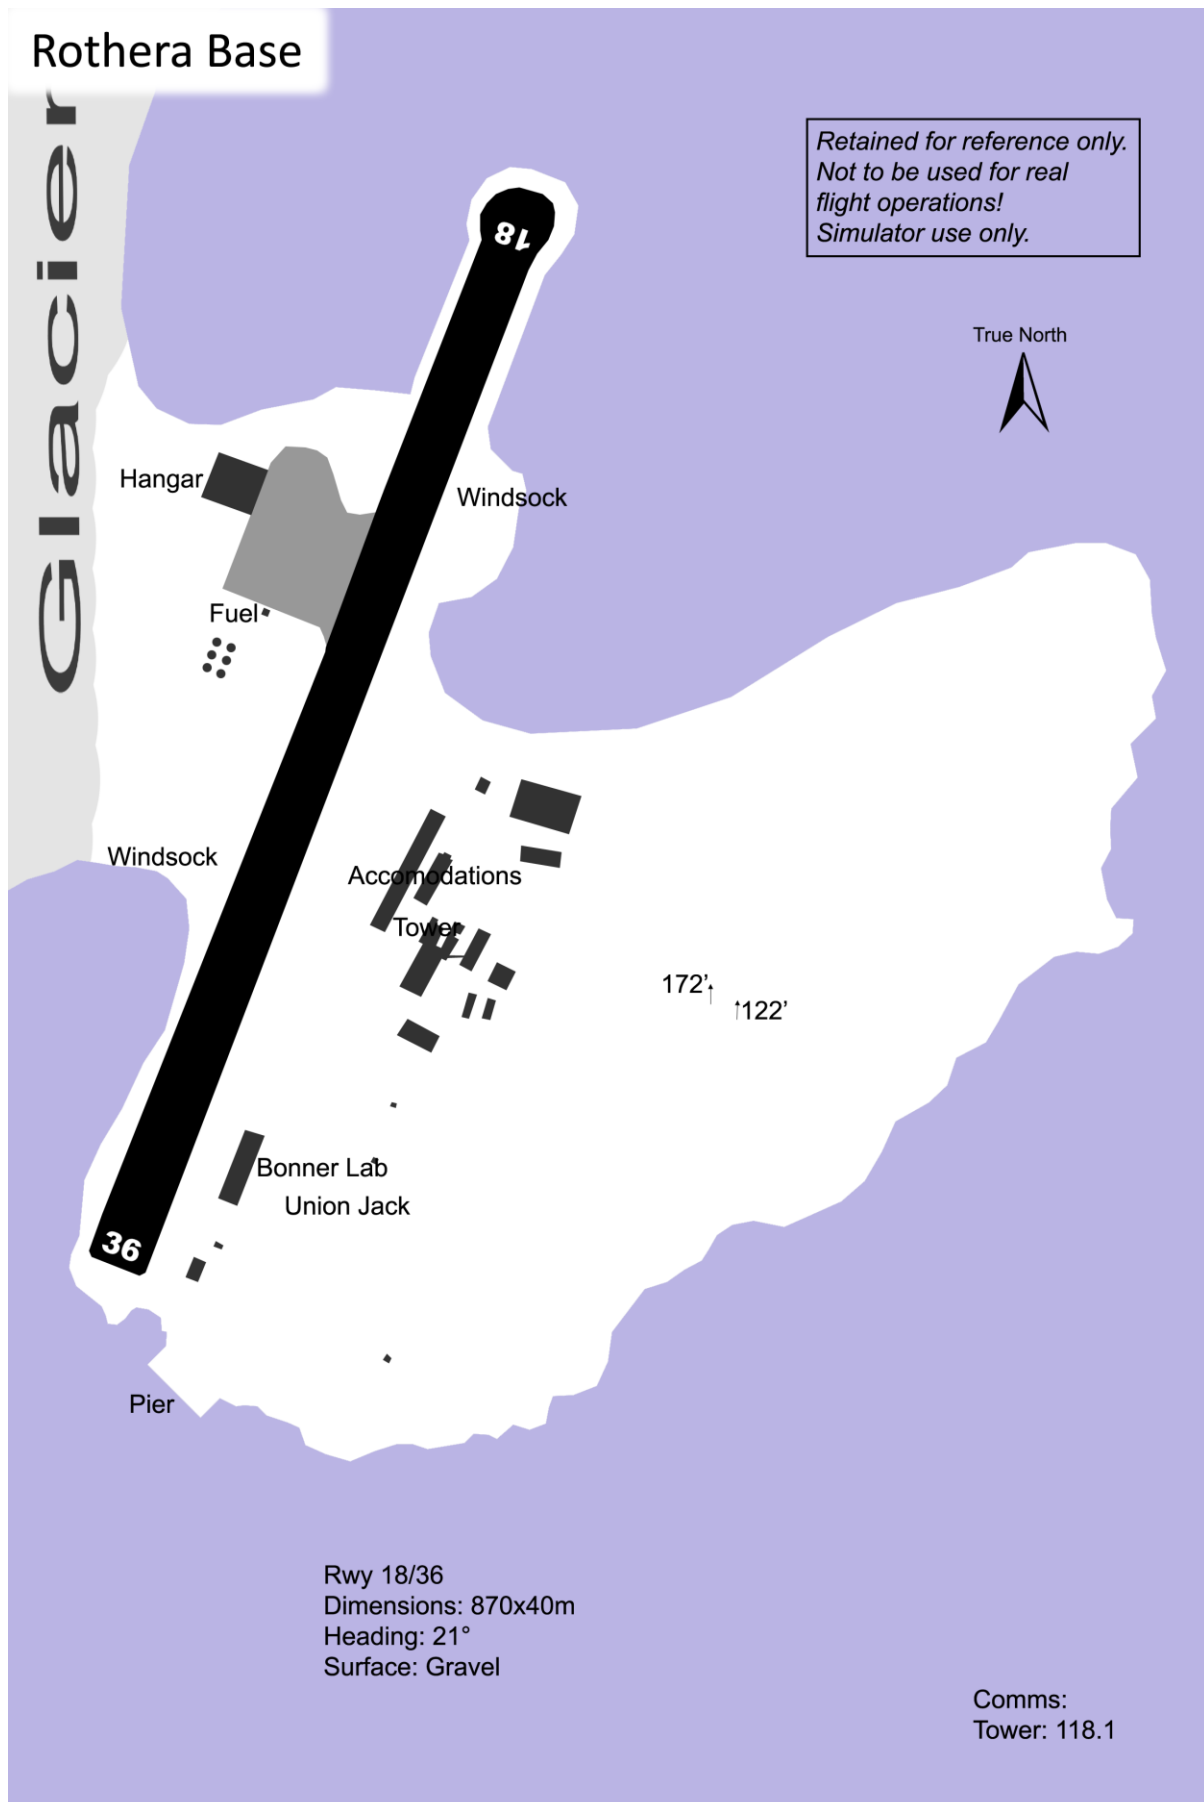 Rothera Base
Glacier
Retained for reference only.
Not to be used for real
flight operations!
Simulator use only.
True North
18
Hangar
Windsock
Fuel
Windsock
Accomodations
Tower
172'
122'
Bonner Lab
Union Jack
36
Pier
Rwy 18/36
Dimensions: 870x40m
Heading: 21°
Surface: Gravel
Comms:
Tower: 118.1